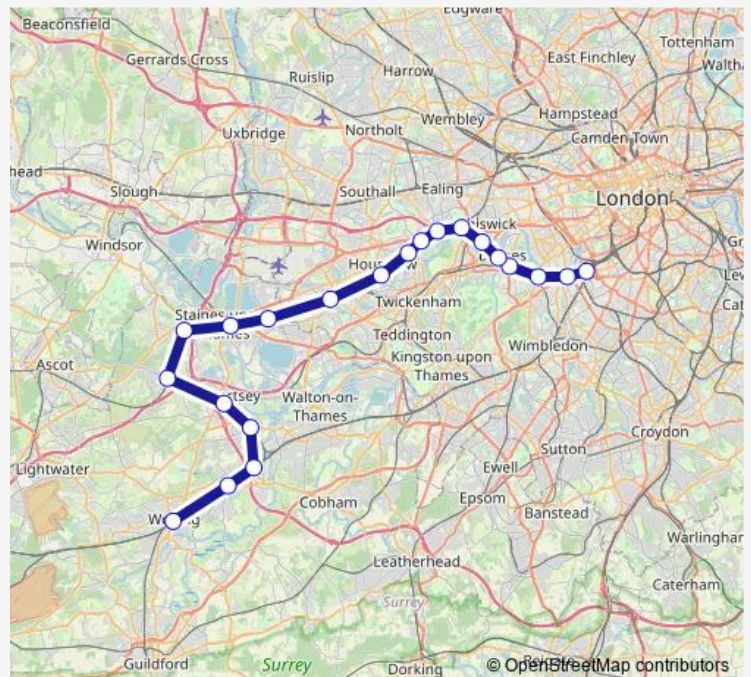 Edgware
Beaconsfield
Tottenham
Gerrards Cross
East Finchley
Ruislip
Harrow
Hampstead
Wembley
Uxbridge
Northolt
Camden Town
Slough
Southall
Ealing
London
Windsor
Twickenham
Teddington
Wimbledon
Kingston upon
Thames
Ascot
Walton-on-
Thames
Croydon
Sutton
Lightwater
Ewell
Epsom
Cobham
Banstead
Leatherhead
Caterham
Surrey
Guildford
Surrey
Dorking
© OpenStreetMap contributors